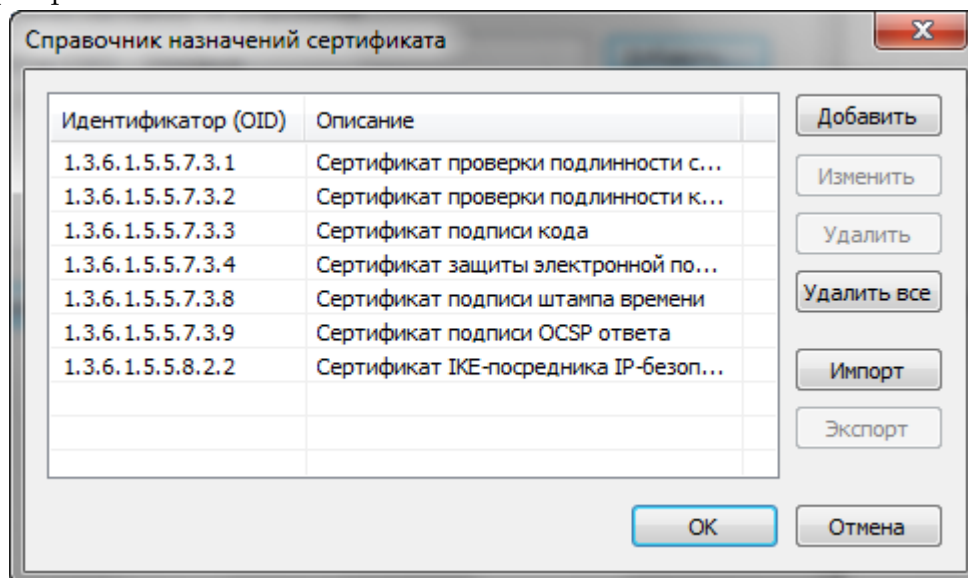 Справочник назначений сертификата
Идентификатор (OID) Описание
1.3.6.1.5.5.7.3.1 Сертификат проверки подлинности с...
1.3.6.1.5.5.7.3.2 Сертификат проверки подлинности к...
1.3.6.1.5.5.7.3.3 Сертификат подписи кода
1.3.6.1.5.5.7.3.4 Сертификат защиты электронной по...
1.3.6.1.5.5.7.3.8 Сертификат подписи штампа времени
1.3.6.1.5.5.7.3.9 Сертификат подписи OCSP ответа
1.3.6.1.5.5.8.2.2 Сертификат IKE-посредника IP-безоп...
Добавить
Изменить
Удалить
Удалить все
Импорт
Экспорт
OK
Отмена